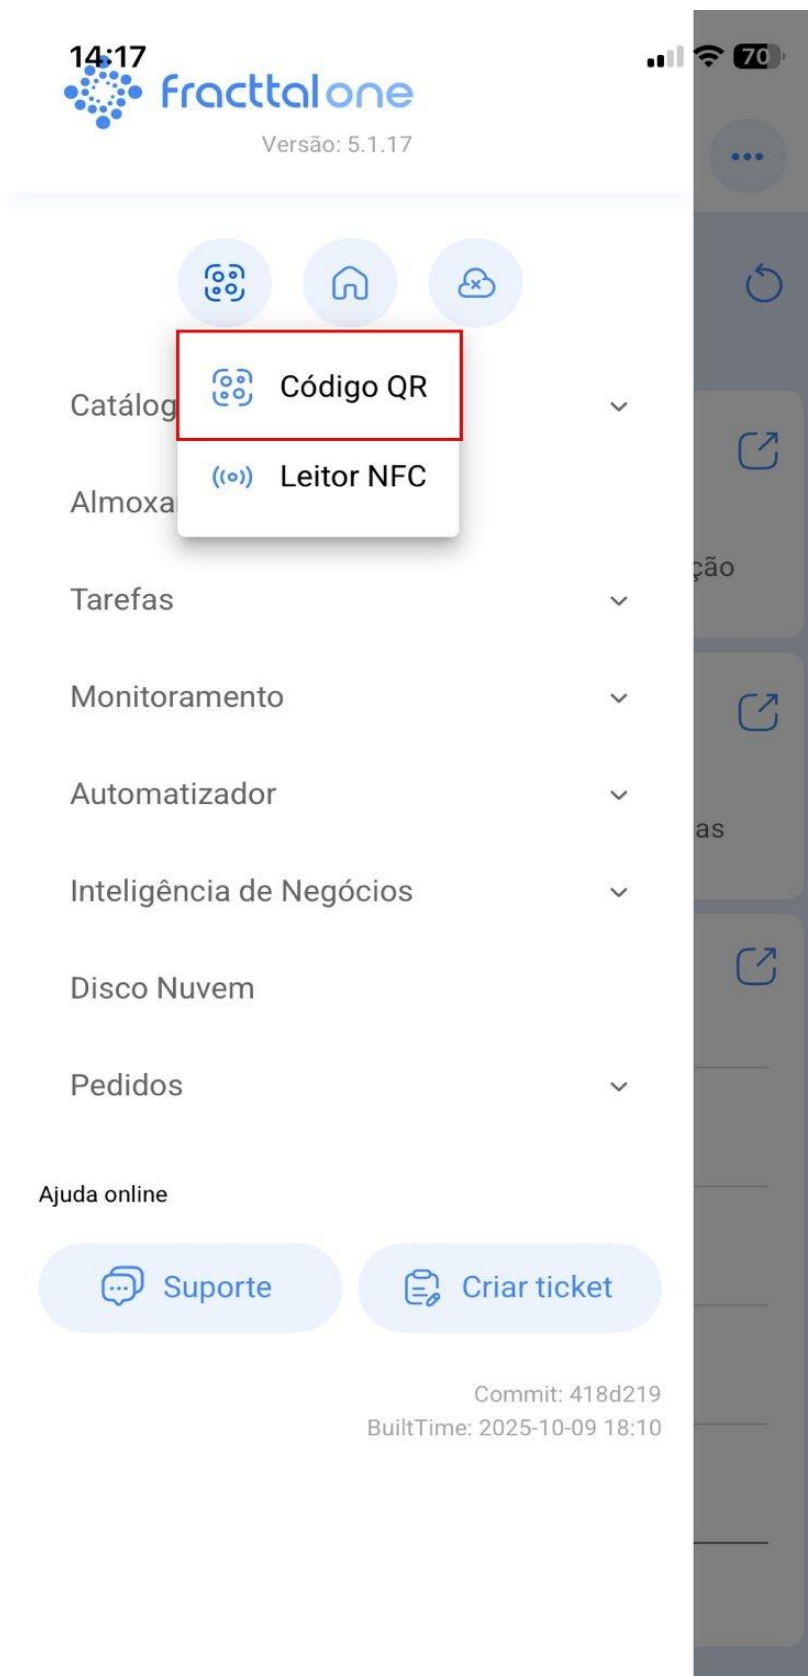 14:17
70
fracttalone
Versão: 5.1.17
Código QR
Catálog
Leitor NFC
Almoxa
ção
Tarefas
Monitoramento
Automatizador
as
Inteligência de Negócios
Disco Nuvem
Pedidos
Ajuda online
Suporte
Criar ticket
Commit: 418d219
BuiltTime: 2025-10-09 18:10